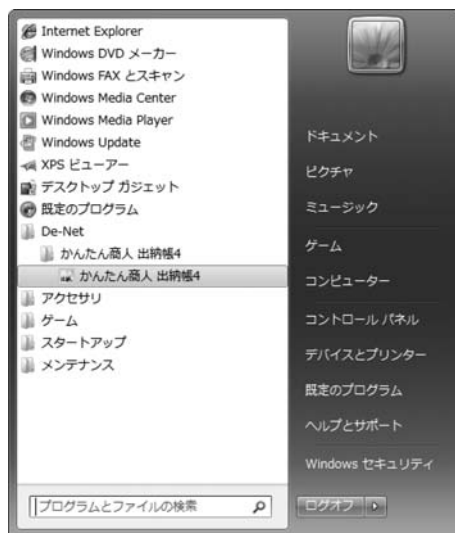 Internet Explorer
Windows DVD メーカー
Windows FAX とスキャン
Windows Media Center
Windows Media Player
Windows Update
XPS ビューアー
デスクトップ ガジェット
既定のプログラム
De-Net
かんたん商人 出納帳4
かんたん商人 出納帳4
アクセサリ
ゲーム
スタートアップ
メンテナンス
プログラムとファイルの検索
ドキュメント
ピクチャ
ミュージック
ゲーム
コンピューター
コントロール パネル
デバイスとプリンター
既定のプログラム
ヘルプとサポート
Windows セキュリティ
ログオフ